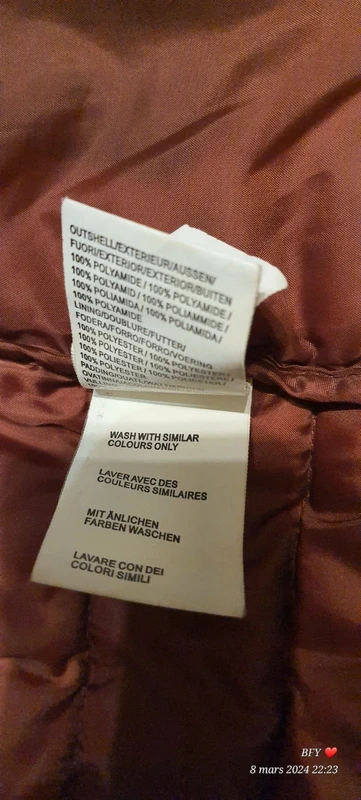 OUTSHELL/EXTERIEUR/AUSSEN/
FUORI/EXTERIOR/EXTERIOR/BUITEN
100% POLYAMIDE / 100% POLYAMIDE /
100% POLYAMID / 100% POLIAMMIDE /
100% POLIAMIDA / 100% POLIAMIDA /
100% POLYAMIDE
LINING/DOUBLURE/FUTTER/
FODERA/FORRO/FORRO/VOERING
100% POLYESTER / 100% POLYESTER /
100% POLYESTER / 100% POLIESTERE /
100% POLIESTER / 100% POLIESTER /
100% POLYESTER
WASH WITH SIMILAR
COLOURS ONLY
LAVER AVEC DES
COULEURS SIMILAIRES
MIT ÄNLICHEN
FARBEN WASCHEN
LAVARE CON DEI
COLORI SIMILI
BFY ❤️
8 mars 2024 22:23